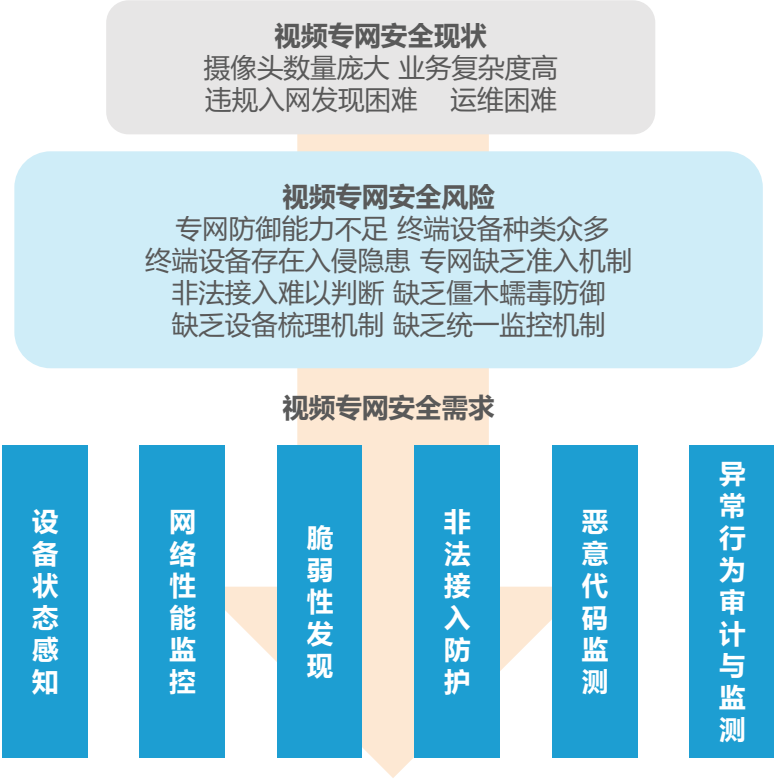 视频专网安全现状
摄像头数量庞大 业务复杂度高
违规入网发现困难 运维困难
视频专网安全风险
专网防御能力不足 终端设备种类众多
终端设备存在入侵隐患 专网缺乏准入机制
非法接入难以判断 缺乏僵木蠕毒防御
缺乏设备梳理机制 缺乏统一监控机制
视频专网安全需求
设备状态感知
网络性能监控
脆弱性发现
非法接入防护
恶意代码监测
异常行为审计与监测